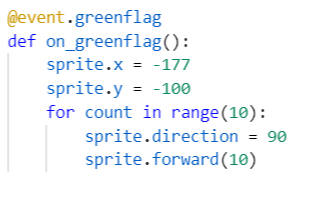 @event.greenflag
def on_greenflag():
    sprite.x = -177
    sprite.y = -100
    for count in range(10):
        sprite.direction = 90
        sprite.forward(10)